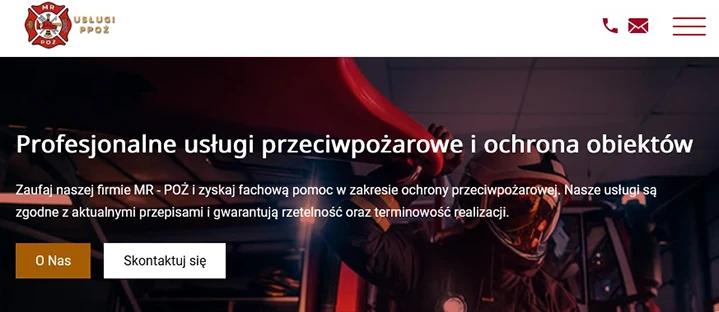 MR
POŻ
USŁUGI
PPOŻ
Profesjonalne usługi przeciwpożarowe i ochrona obiektów
Zaufaj naszej firmie MR - POŻ i zyskaj fachową pomoc w zakresie ochrony przeciwpożarowej. Nasze usługi są
zgodne z aktualnymi przepisami i gwarantują rzetelność oraz terminowość realizacji.
O Nas
Skontaktuj się